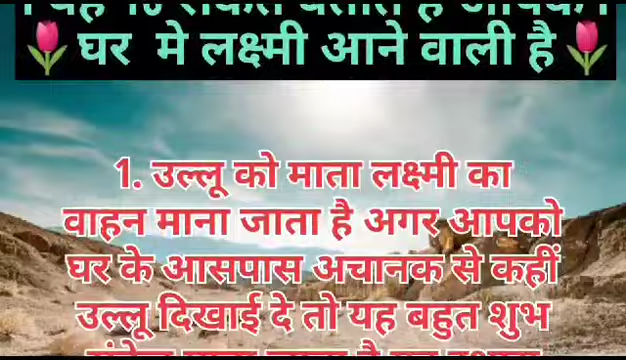 घर मे लक्ष्मी आने वाली है
1. उल्लू को माता लक्ष्मी का
वाहन माना जाता है अगर आपको
घर के आसपास अचानक से कहीं
उल्लू दिखाई दे तो यह बहुत शुभ